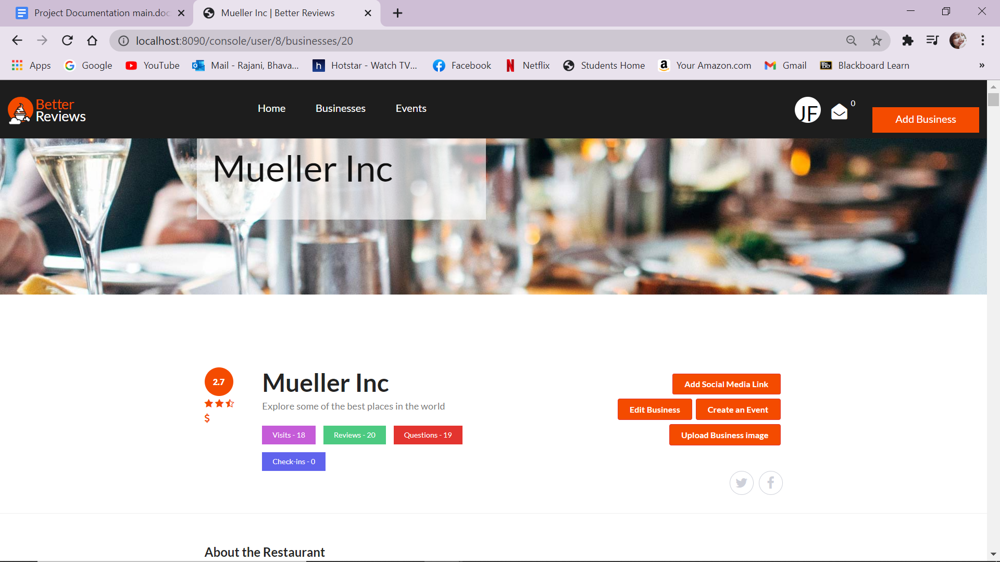 Project Documentation main.doc
Mueller Inc | Better Reviews
localhost:8090/console/user/8/businesses/20
Apps
Google
YouTube
Mail - Rajani, Bhava...
h
Hotstar - Watch TV...
Facebook
Netflix
Students Home
a
Your Amazon.com
Gmail
Bb
Blackboard Learn
»
Better
Reviews
Home
Businesses
Events
JF
0
Add Business
Mueller Inc
2.7
$
Mueller Inc
Explore some of the best places in the world
Visits - 18
Reviews - 20
Questions - 19
Check-ins - 0
Add Social Media Link
Edit Business
Create an Event
Upload Business image
About the Restaurant